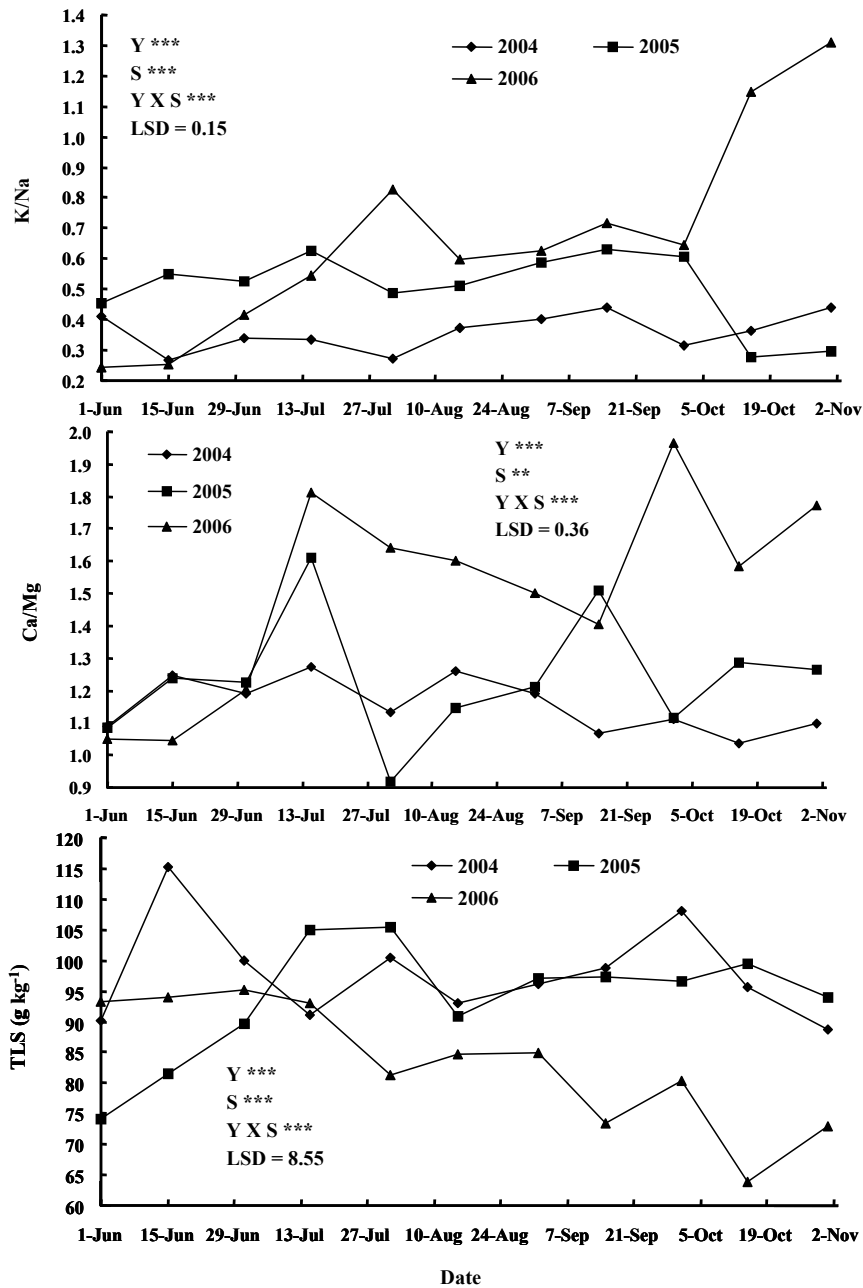 1.4
1.3
1.2
1.1
1.0
0.9
0.8
0.7
0.6
0.5
0.4
0.3
0.2
K/Na
Y ***
S ***
Y X S ***
LSD = 0.15
2004 2005
2006
1-Jun 15-Jun 29-Jun 13-Jul 27-Jul 10-Aug 24-Aug 7-Sep 21-Sep 5-Oct 19-Oct 2-Nov
2.0
1.9
1.8
1.7
1.6
1.5
1.4
1.3
1.2
1.1
1.0
0.9
Ca/Mg
2004
2005
2006
Y ***
S **
Y X S ***
LSD = 0.36
1-Jun 15-Jun 29-Jun 13-Jul 27-Jul 10-Aug 24-Aug 7-Sep 21-Sep 5-Oct 19-Oct 2-Nov
120
115
110
105
100
95
90
85
80
75
70
65
60
TLS (g kg⁻¹)
2004 2005
2006
Y ***
S ***
Y X S ***
LSD = 8.55
1-Jun 15-Jun 29-Jun 13-Jul 27-Jul 10-Aug 24-Aug 7-Sep 21-Sep 5-Oct 19-Oct 2-Nov
Date